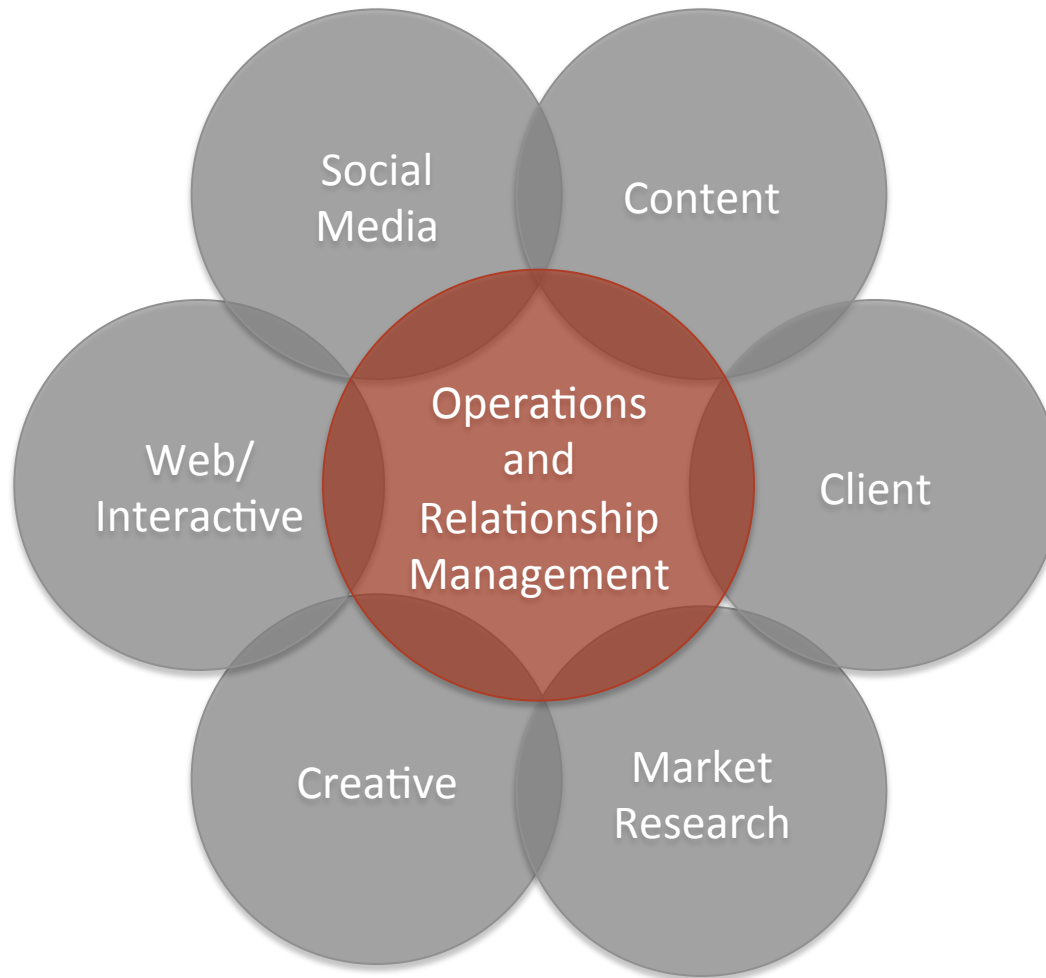 Social
Media
Content
Web/
Interactive
Operations
and
Relationship
Management
Client
Creative
Market
Research